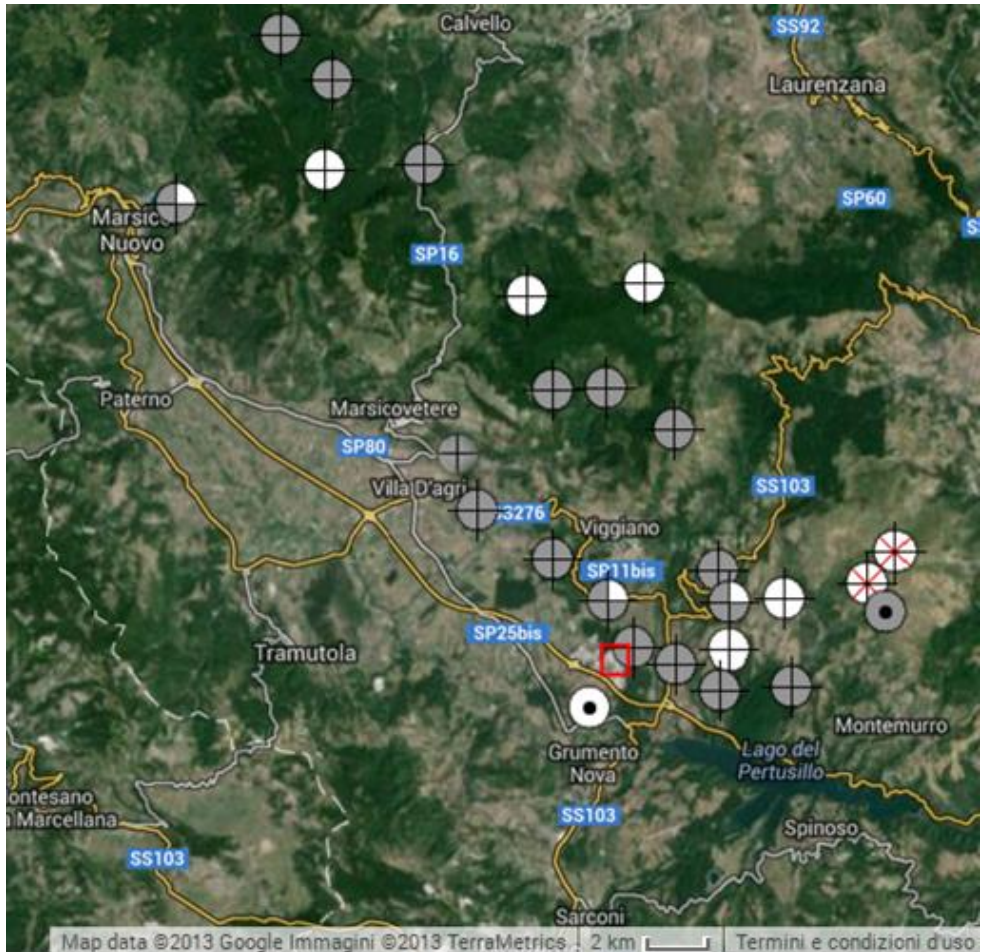 Calvello
SS92
Laurenzana
SP60
Marsico
Nuovo
SP16
Paterno
Marsicovetere
SP80
Villa D'agri
SS103
S3276
Viggiano
SP11bis
SP25bis
Tramutola
Montemurro
Grumento
Nova
Lago del
Pertusillo
ontesano
a Marcellana
SS103
Spinoso
SS103
Sarconi
Map data ©2013 Google Immagini ©2013 TerraMetrics 2 km Termini e condizioni d'uso